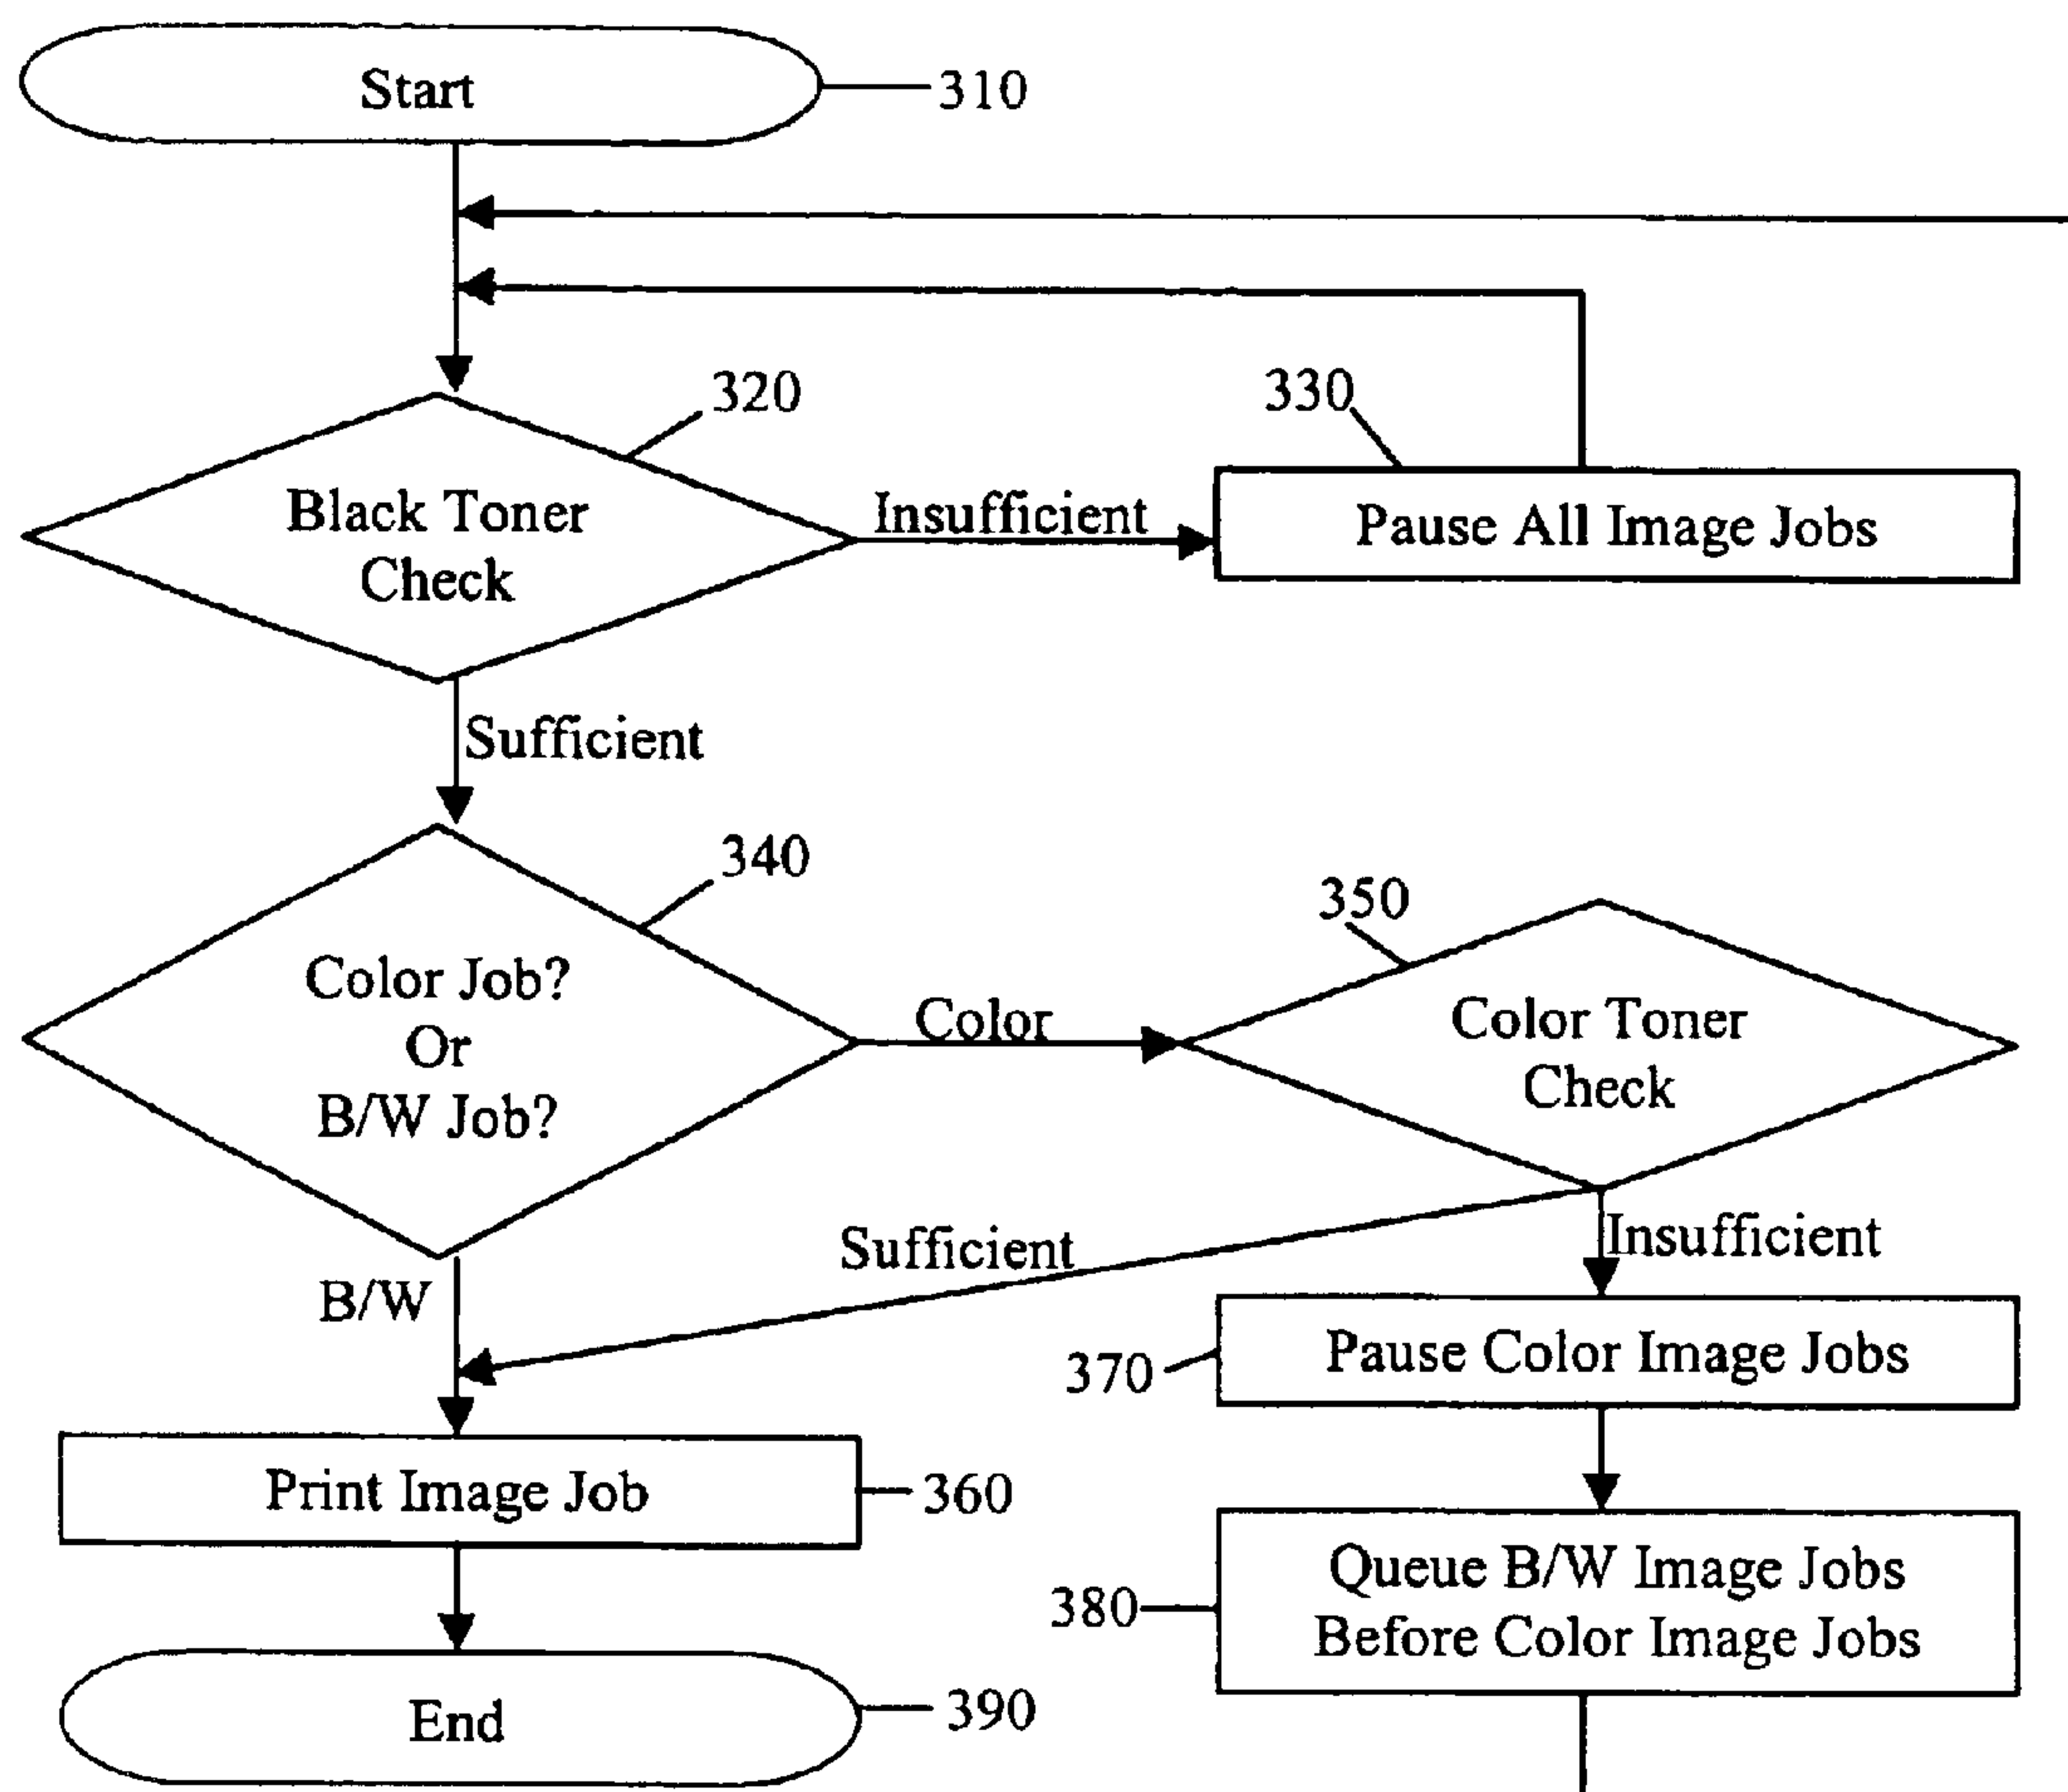 Start
310
320
330
Black Toner
Check
Insufficient
Pause All Image Jobs
Sufficient
340
350
Color Job?
Or
B/W Job?
Color
Color Toner
Check
Sufficient
Insufficient
B/W
Pause Color Image Jobs
370
Print Image Job
360
Queue B/W Image Jobs
Before Color Image Jobs
380
End
390